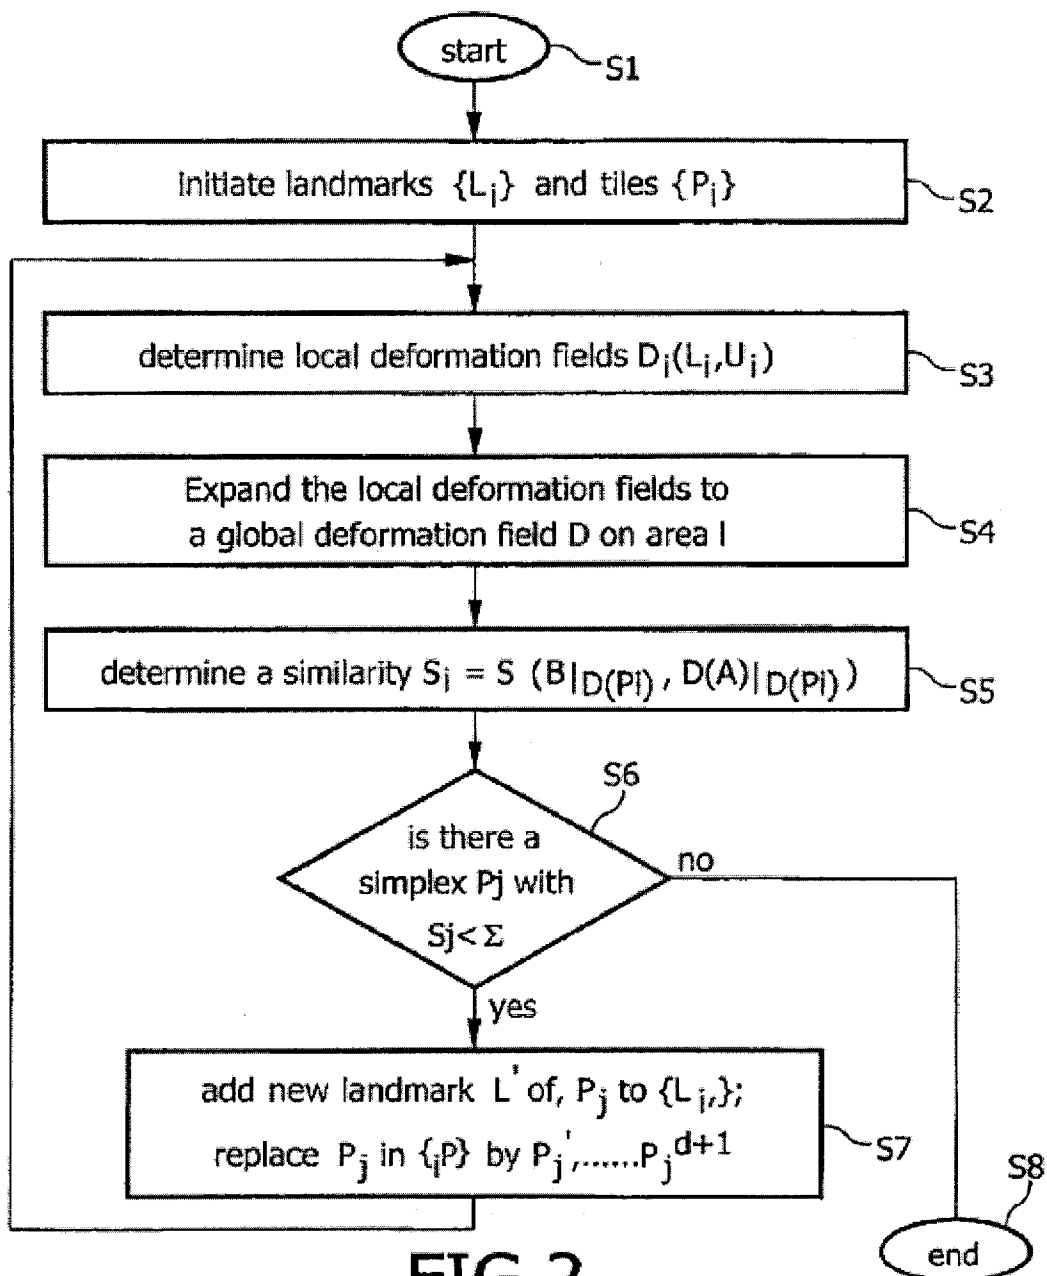 start
S1
Initiate landmarks {Li} and tiles {Pi}
S2
determine local deformation fields Di(Li,Ui)
S3
Expand the local deformation fields to
a global deformation field D on area I
S4
determine a similarity Si = S (B|D(Pi), D(A)|D(Pi))
S5
S6
is there a
simplex Pj with
Sj< Σ
no
yes
add new landmark L' of, Pj to {Li,};
replace Pj in {iP} by Pj',......Pj^d+1
S7
S8
end
FIG.2